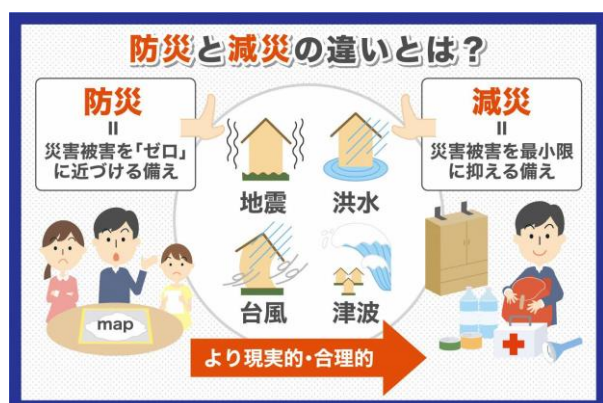 防災と減災の違いとは？
防災
=
災害被害を「ゼロ」
に近づける備え
減災
=
災害被害を最小限
に抑える備え
地震
洪水
台風
津波
map
より現実的・合理的